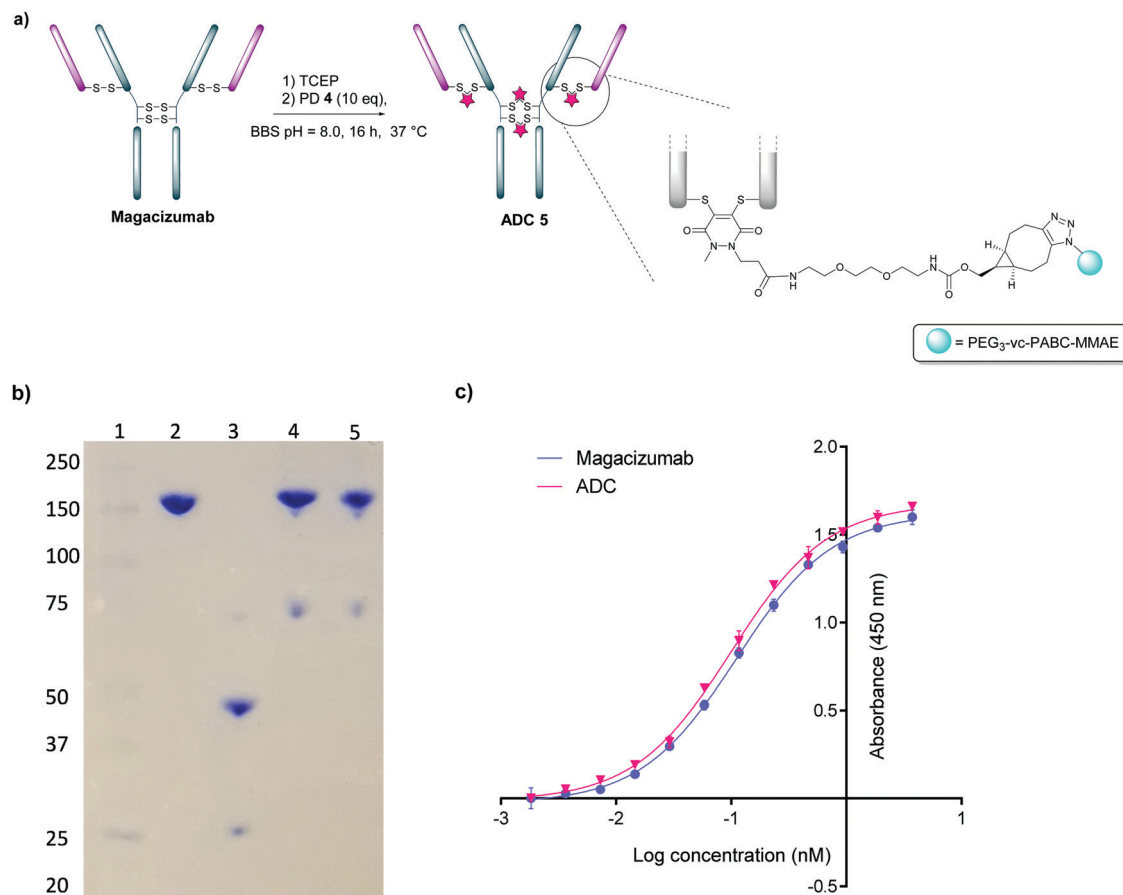 a)
S–S
S–S
S–S
S–S
Magacizumab
1) TCEP
2) PD 4 (10 eq),
BBS pH = 8.0, 16 h, 37 °C
S S
S S
S S
S S
ADC 5
S
S
O
N
N
O
O
N
H
O
O
H
N
O
O
H
H
N
N
N
= PEG₃-vc-PABC-MMAE
b)
1 2 3 4 5
250
150
100
75
50
37
25
20
c)
Magacizumab
ADC
2.0
1.5
1.0
0.5
-0.5
Absorbance (450 nm)
-3 -2 -1 1
Log concentration (nM)